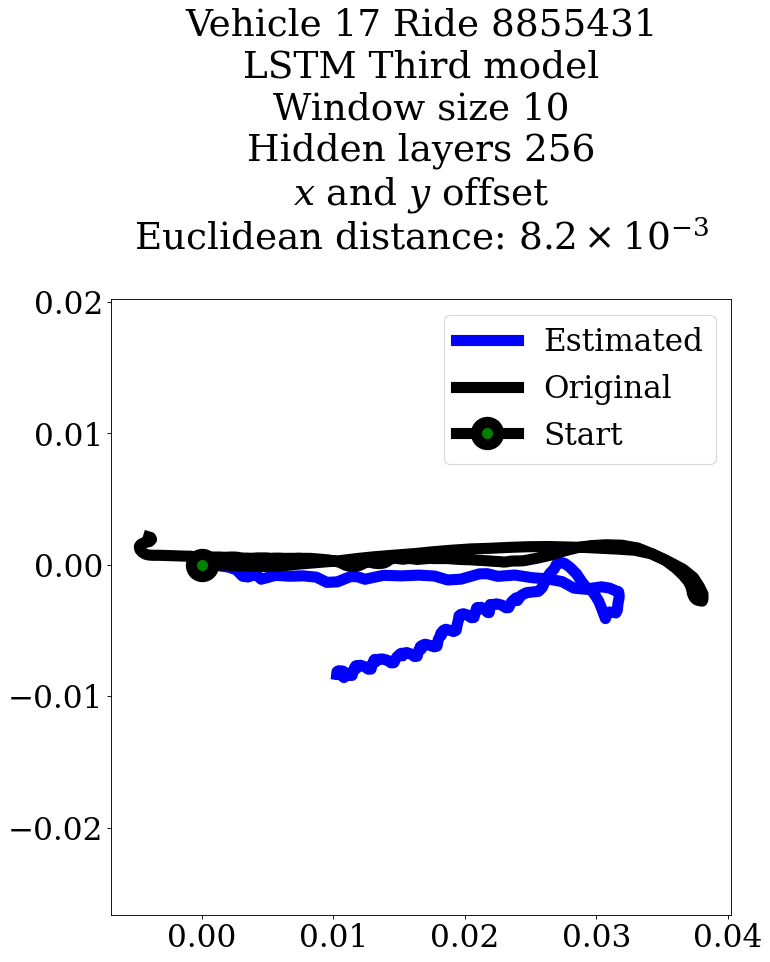 Vehicle 17 Ride 8855431
LSTM Third model
Window size 10
Hidden layers 256
x and y offset
Euclidean distance: 8.2 × 10⁻³
0.02
Estimated
Original
0.01
Start
0.00
−0.01
−0.02
0.00 0.01 0.02 0.03 0.04